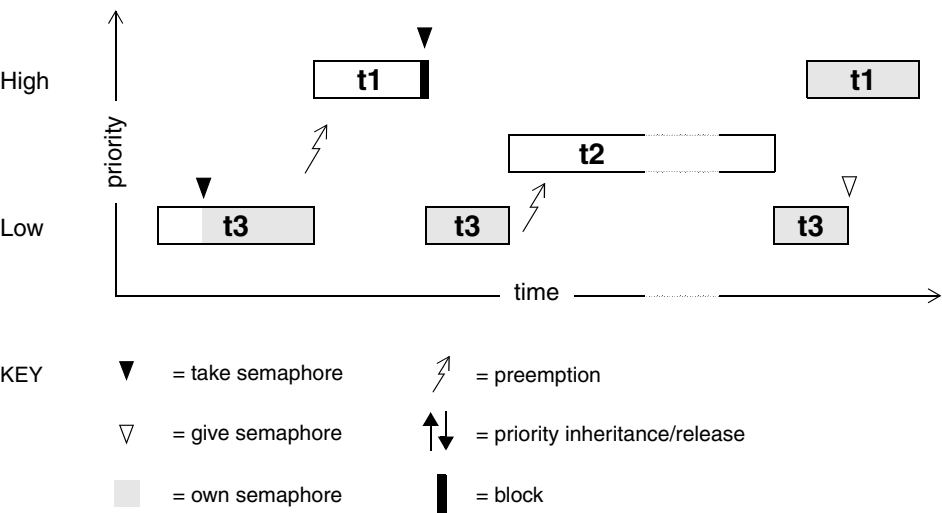 High
t1
t1
priority
t2
Low
t3
t3
t3
time
KEY
= take semaphore
= preemption
= give semaphore
= priority inheritance/release
= own semaphore
= block